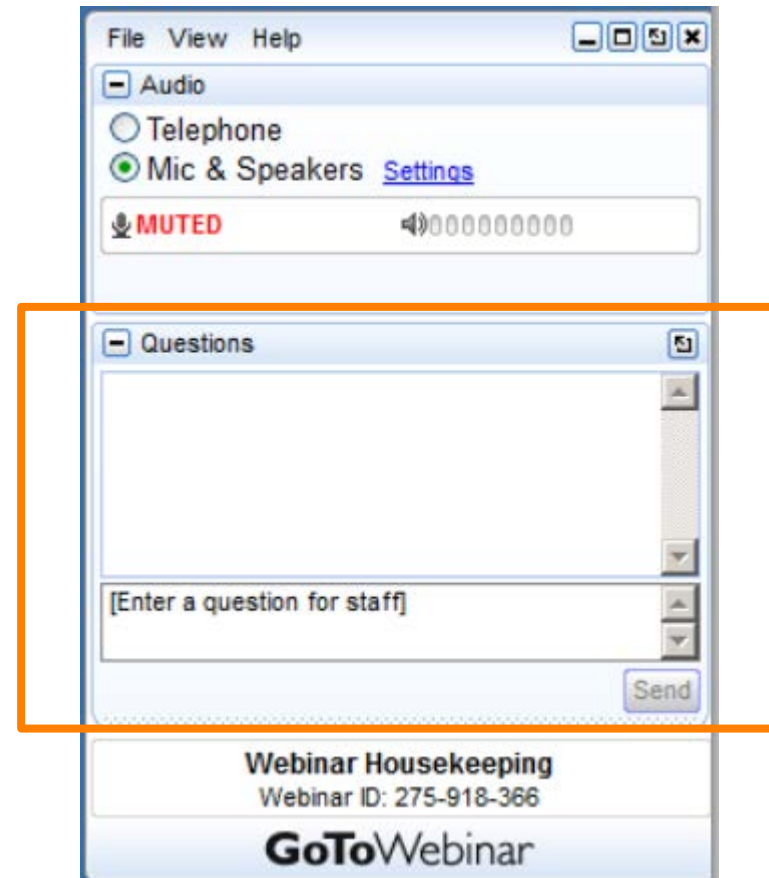 File View Help
Audio
Telephone
Mic & Speakers Settings
MUTED
Questions
[Enter a question for staff]
Send
Webinar Housekeeping
Webinar ID: 275-918-366
GoToWebinar